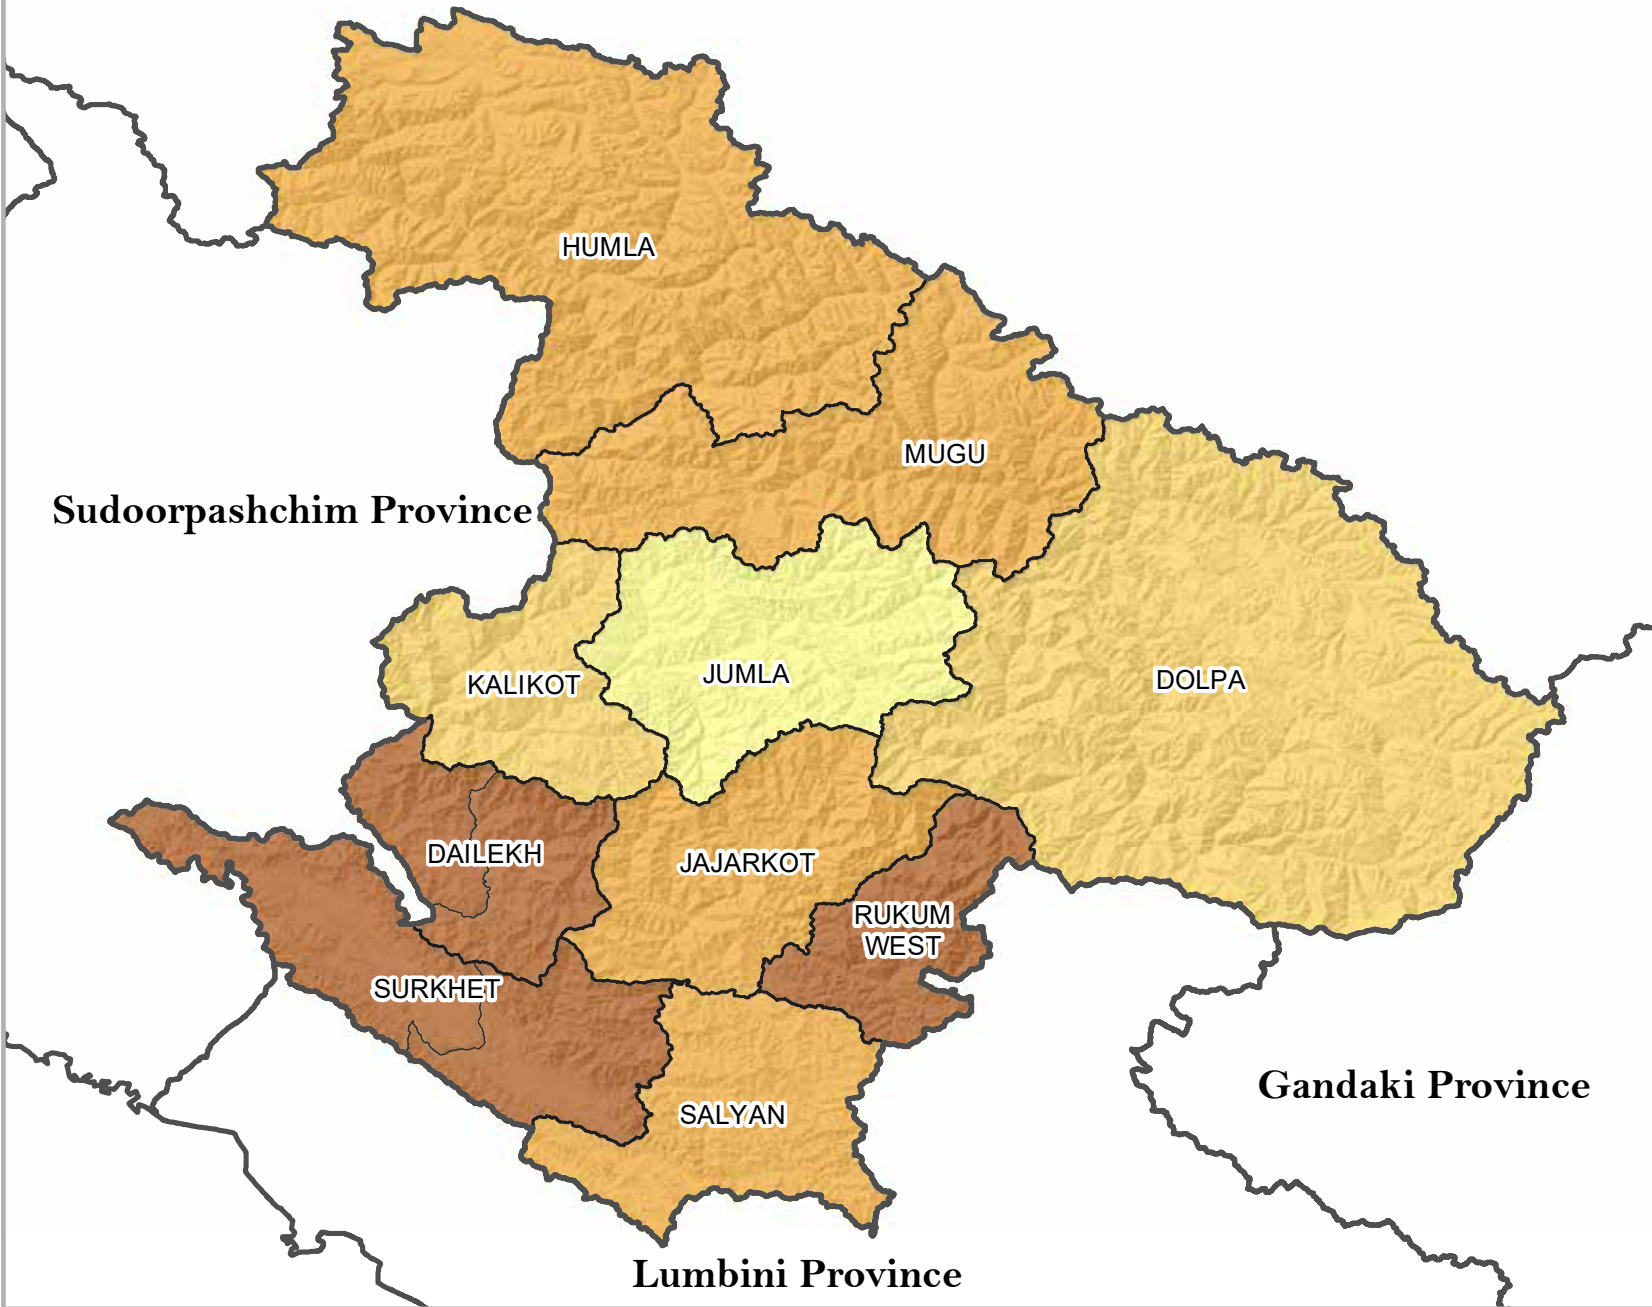 HUMLA
MUGU
Sudoorpashchim Province
KALIKOT
JUMLA
DOLPA
DAILEKH
JAJARKOT
RUKUM
WEST
SURKHET
SALYAN
Gandaki Province
Lumbini Province